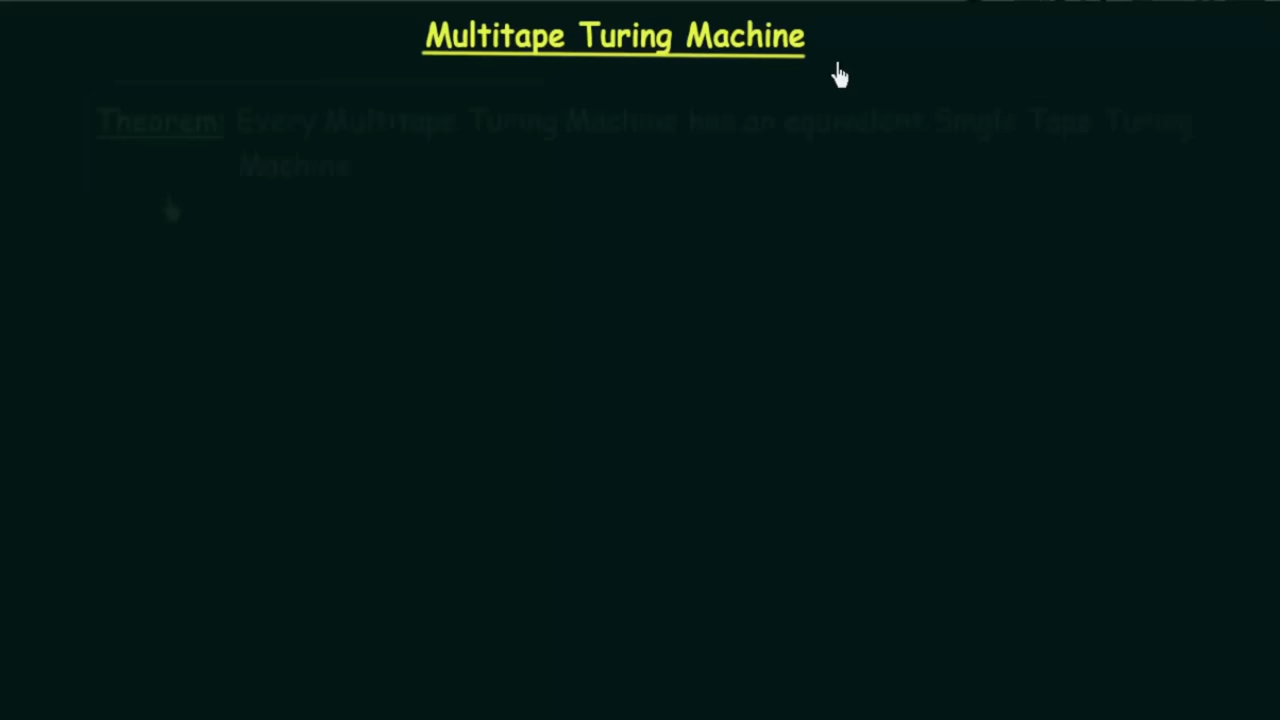 Multitape Turing Machine
Theorem: Every Multitape Turing Machine has an equivalent Single Tape Turing
Machine